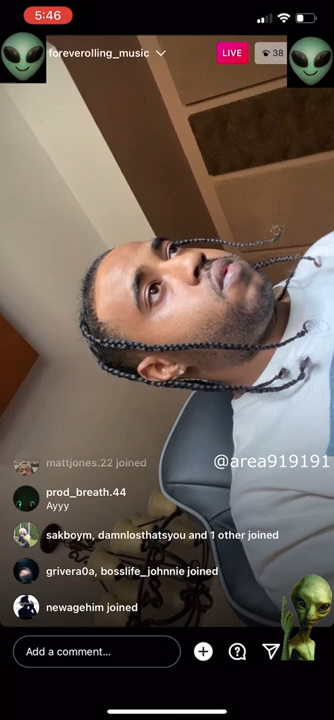 5:46
foreverolling_music
LIVE
38
@area919191
mattjones.22 joined
prod_breath.44
Ayyy
sakboym, damnlosthatsyou and 1 other joined
grivera0a, bosslife_johnnie joined
newagehim joined
Add a comment...